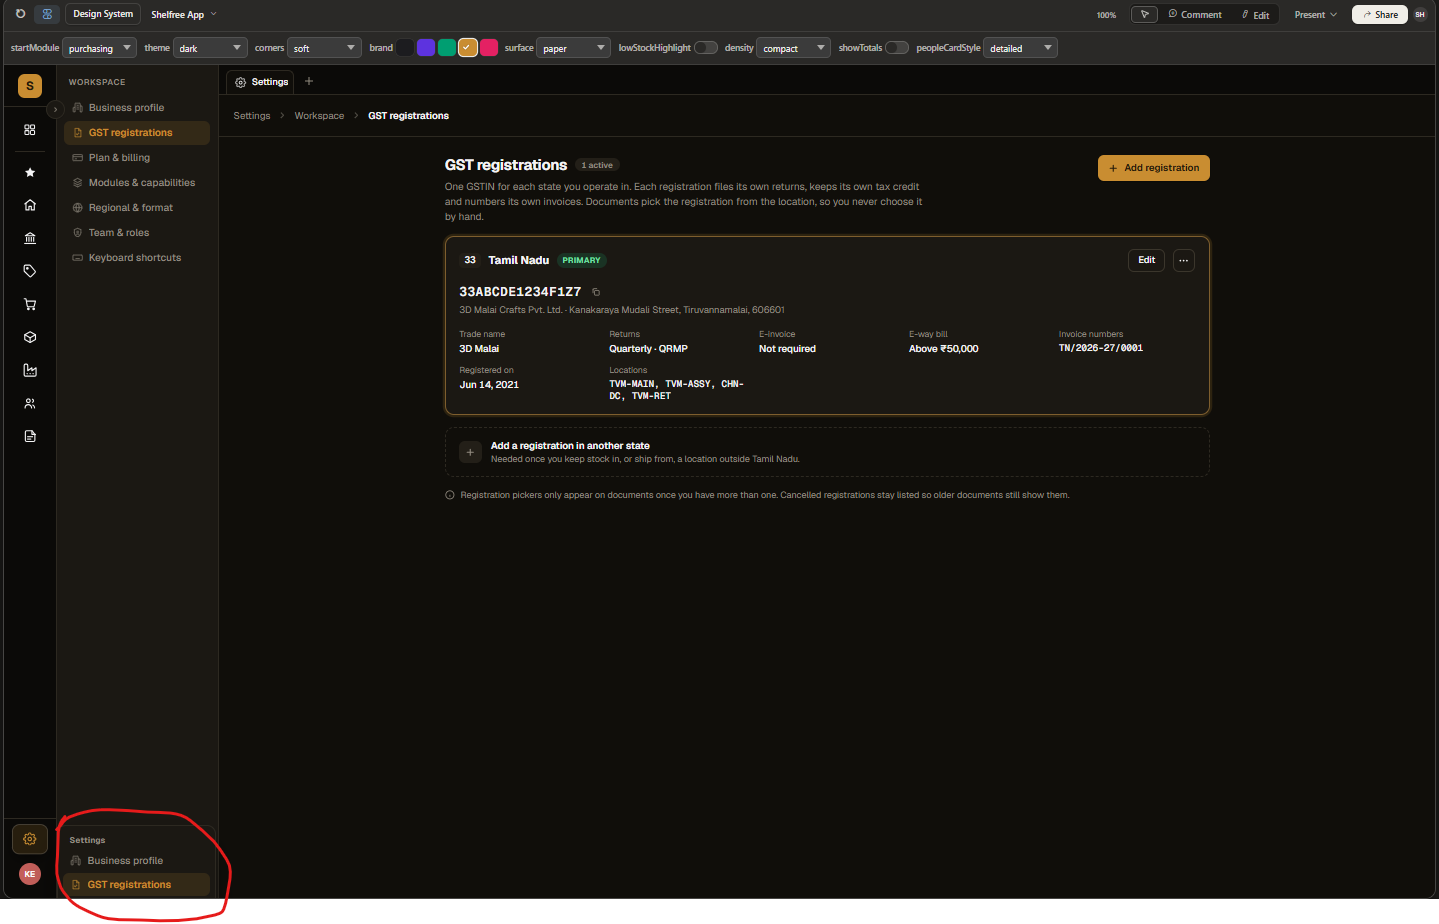 Design System
Shelfree App
100%
Comment
Edit
Present
Share
SH
startModule purchasing theme dark corners soft brand surface paper lowStockHighlight density compact showTotals peopleCardStyle detailed
S
WORKSPACE
Business profile
GST registrations
Plan & billing
Modules & capabilities
Regional & format
Team & roles
Keyboard shortcuts
Settings
Settings > Workspace > GST registrations
GST registrations 1 active
+ Add registration
One GSTIN for each state you operate in. Each registration files its own returns, keeps its own tax credit
and numbers its own invoices. Documents pick the registration from the location, so you never choose it
by hand.
33 Tamil Nadu PRIMARY
Edit
33ABCDE1234F1Z7
3D Malai Crafts Pvt. Ltd. · Kanakaraya Mudali Street, Tiruvannamalai, 606601
Trade name
3D Malai
Returns
Quarterly · QRMP
E-invoice
Not required
E-way bill
Above ₹50,000
Invoice numbers
TN/2026-27/0001
Registered on
Jun 14, 2021
Locations
TVM-MAIN, TVM-ASSY, CHN-
DC, TVM-RET
Add a registration in another state
Needed once you keep stock in, or ship from, a location outside Tamil Nadu.
Registration pickers only appear on documents once you have more than one. Cancelled registrations stay listed so older documents still show them.
Settings
Business profile
GST registrations
KE